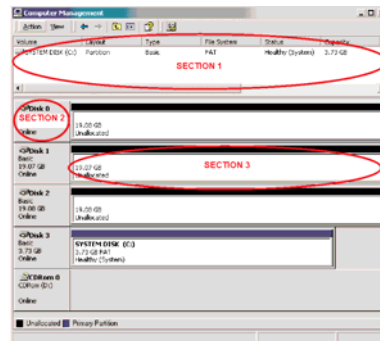 Computer Management
Action View
Volume Layout Type File System Status Capacity
SYSTEM DISK (C:) Partition Basic FAT Healthy (System) 3.73 GB
SECTION 1
Disk 0
SECTION 2
Online
19.08 GB
Unallocated
Disk 1
Basic
19.07 GB
Online
19.07 GB
Unallocated
SECTION 3
Disk 2
Basic
19.08 GB
Online
19.08 GB
Unallocated
Disk 3
Basic
3.73 GB
Online
SYSTEM DISK (C:)
3.73 GB FAT
Healthy (System)
CDRom 0
CDRom (D:)
Online
Unallocated Primary Partition